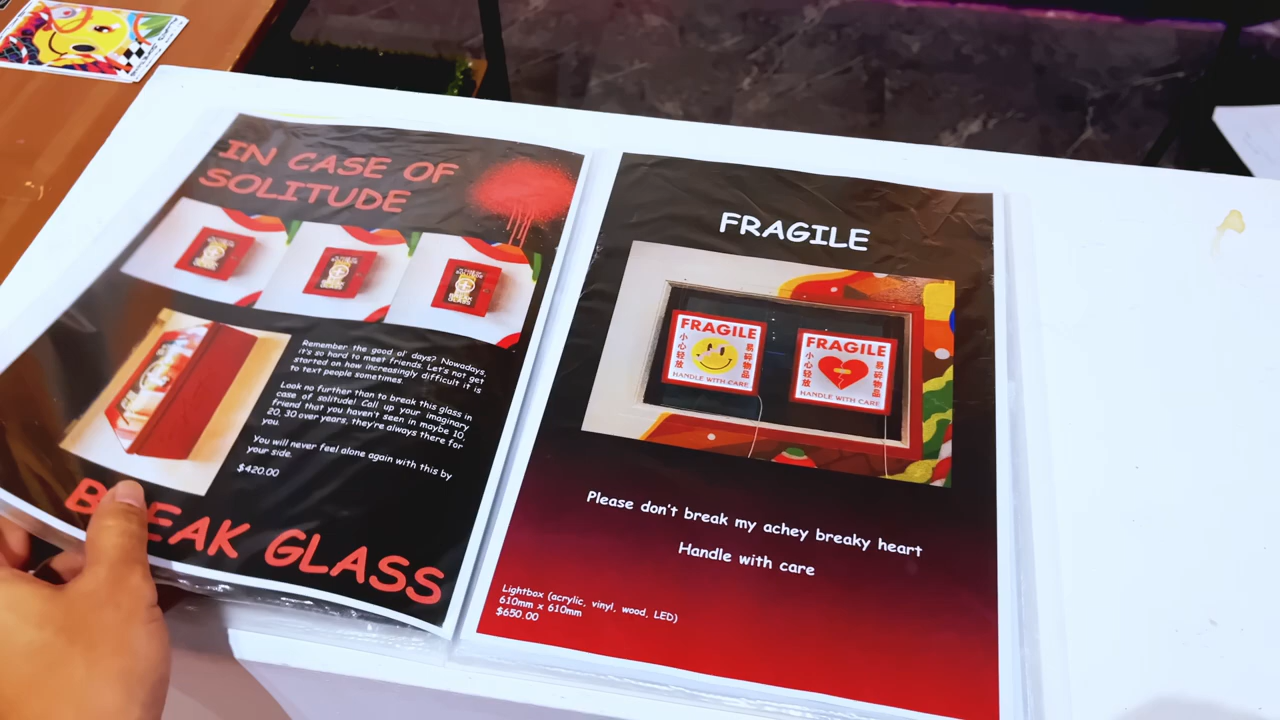 IN CASE OF
SOLITUDE
Remember the good ol' days? Nowadays,
it's so hard to meet friends. Let's not get
started on how increasingly difficult it is
to text people sometimes.
Look no further than to break this glass in
case of solitude! Call up your imaginary
friend that you haven't seen in maybe 10,
20, 30 over years, they're always there for
you.
You will never feel alone again with this by
your side.
$420.00
BREAK GLASS
FRAGILE
FRAGILE
小心轻放
易碎物品
HANDLE WITH CARE
FRAGILE
小心轻放
易碎物品
HANDLE WITH CARE
Please don't break my achey breaky heart
Handle with care
Lightbox (acrylic, vinyl, wood, LED)
610mm x 610mm
$650.00